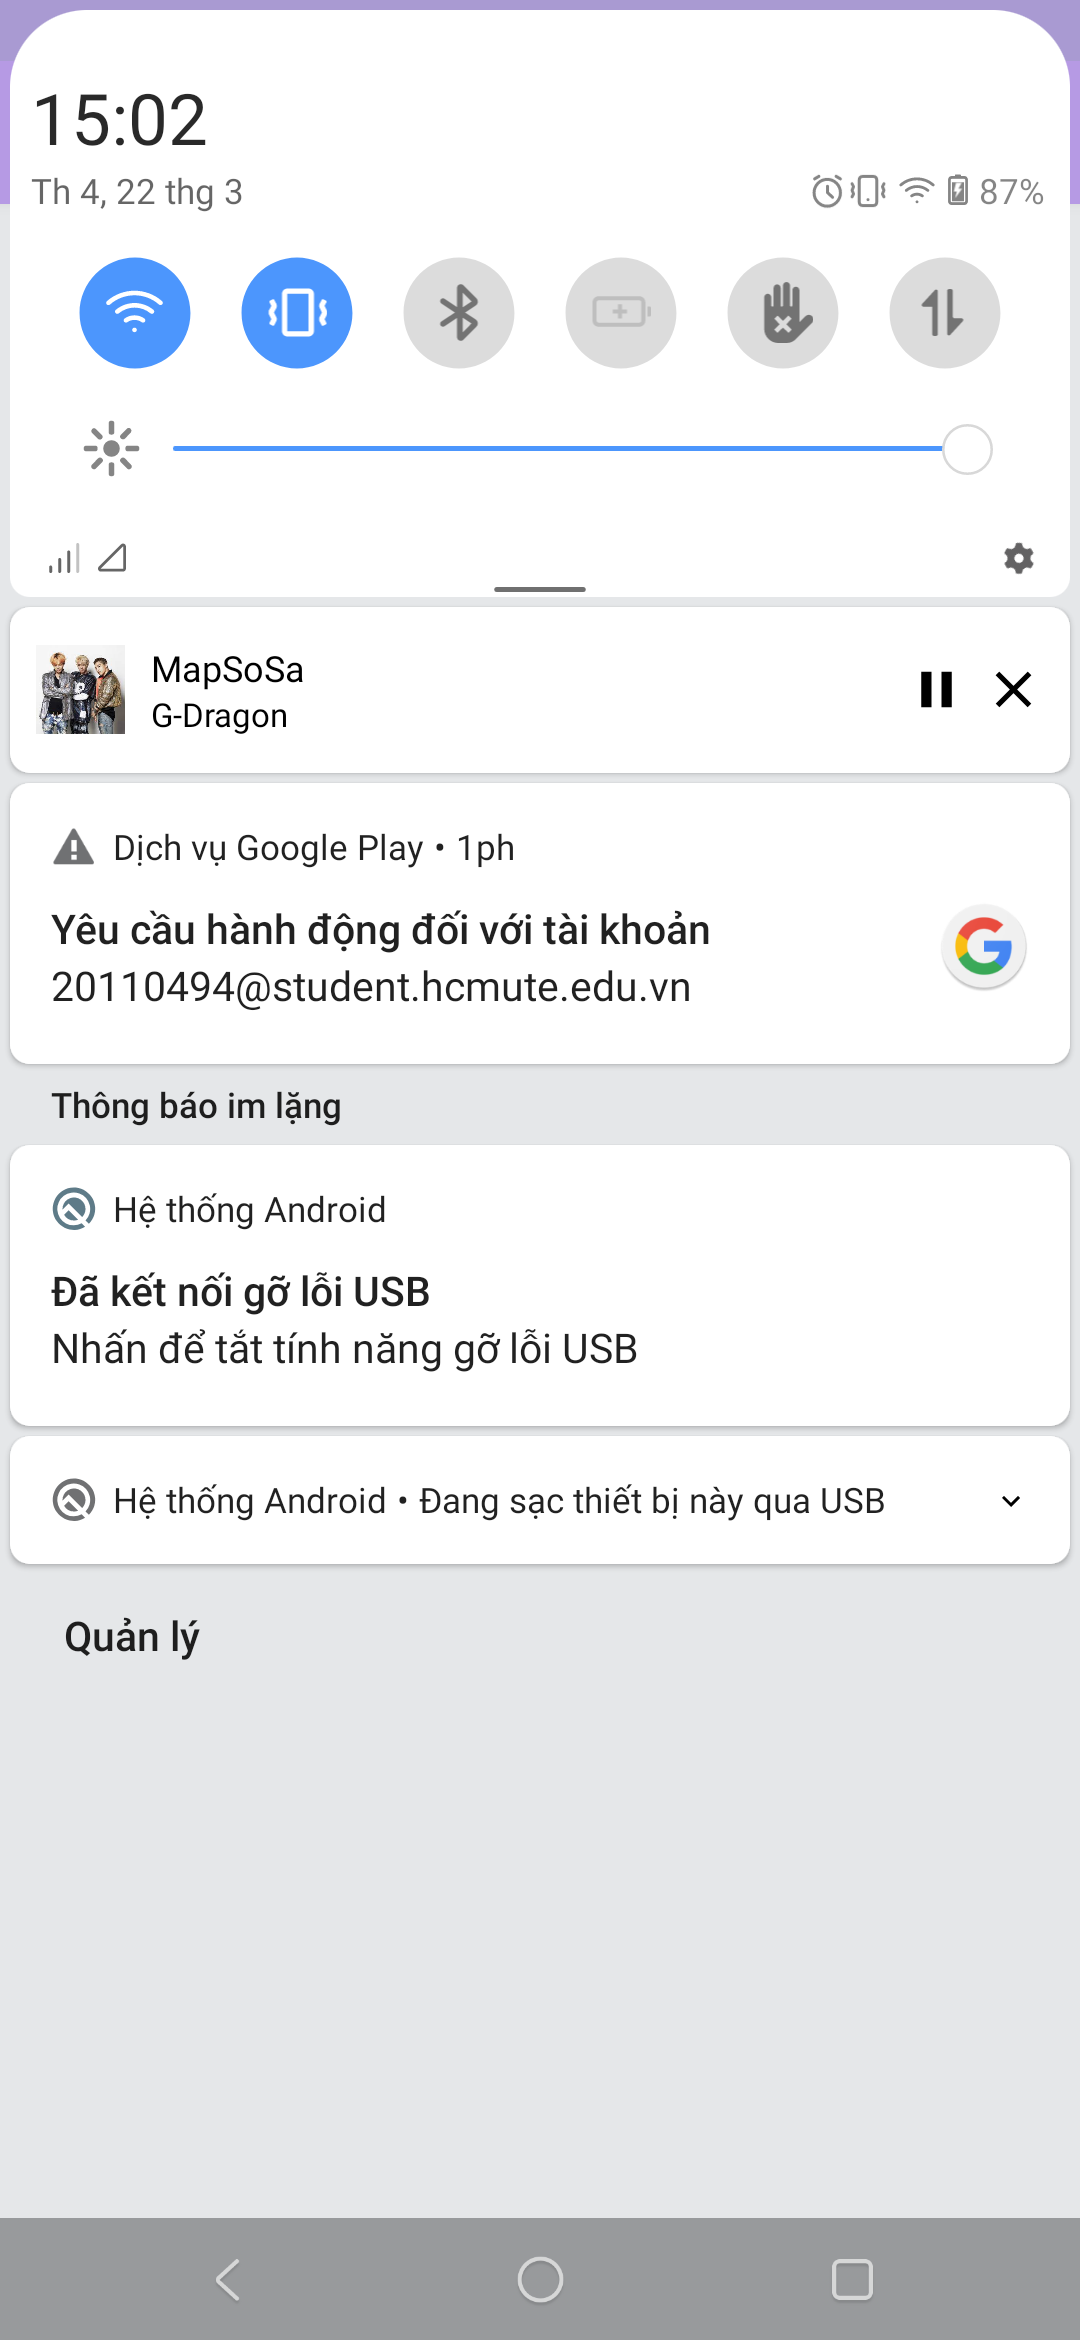 15:02
Th 4, 22 thg 3
87%
MapSoSa
G-Dragon
Dịch vụ Google Play • 1ph
Yêu cầu hành động đối với tài khoản
20110494@student.hcmute.edu.vn
Thông báo im lặng
Hệ thống Android
Đã kết nối gỡ lỗi USB
Nhấn để tắt tính năng gỡ lỗi USB
Hệ thống Android • Đang sạc thiết bị này qua USB
Quản lý